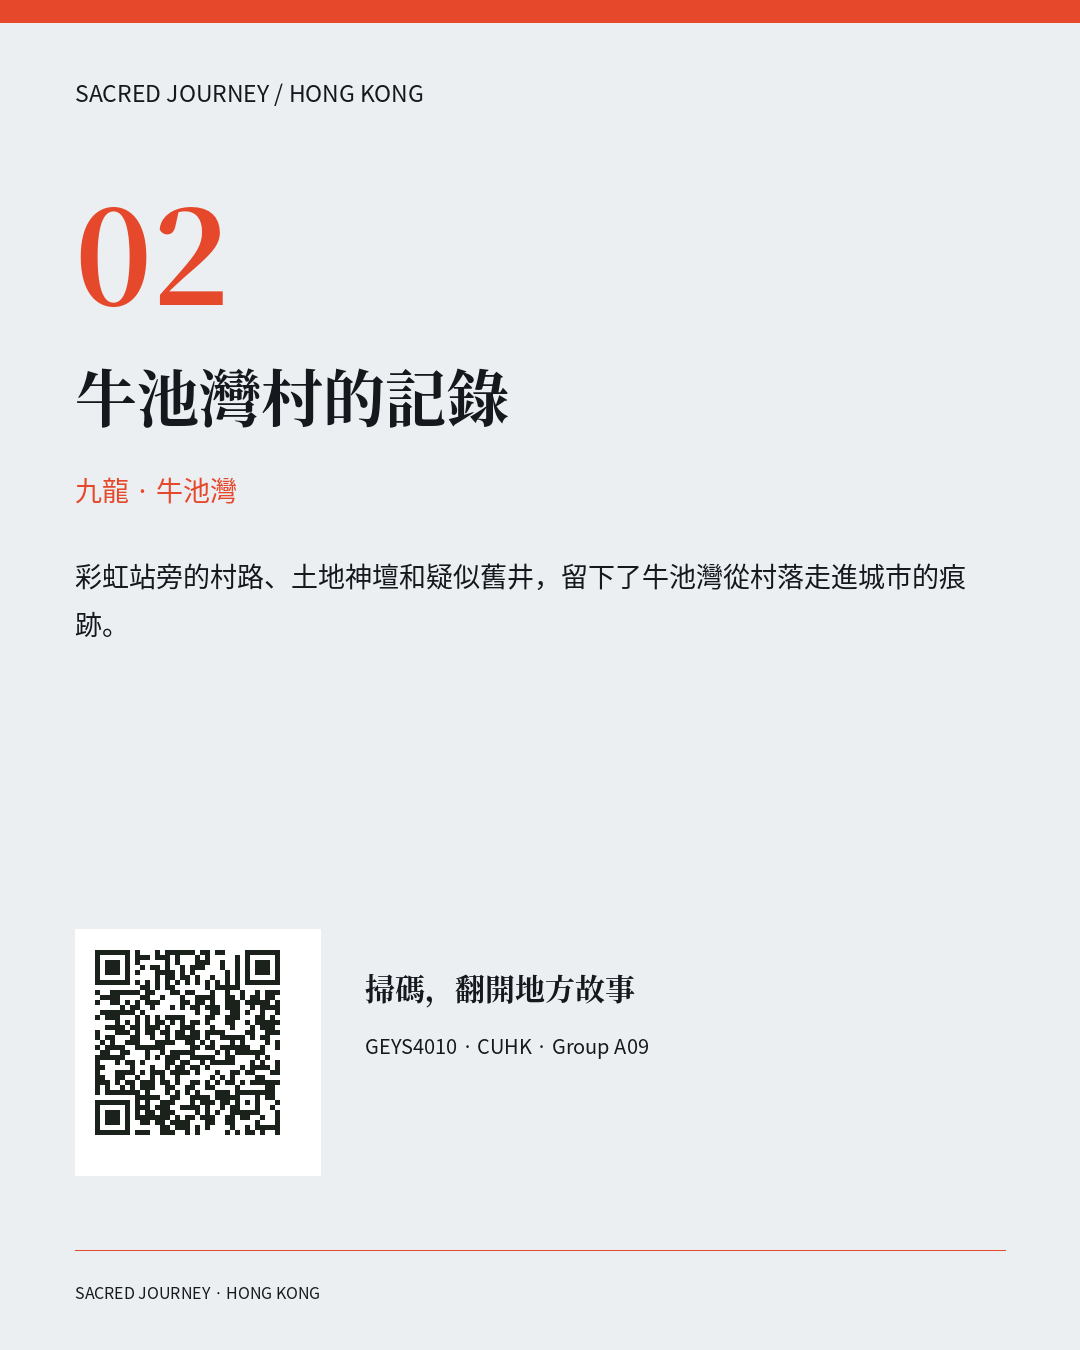 SACRED JOURNEY / HONG KONG
02
牛池灣村的記錄
九龍 · 牛池灣
彩虹站旁的村路、土地神壇和疑似舊井，留下了牛池灣從村落走進城市的痕
跡。
掃碼，翻開地方故事
GEYS4010 · CUHK · Group A09
SACRED JOURNEY · HONG KONG